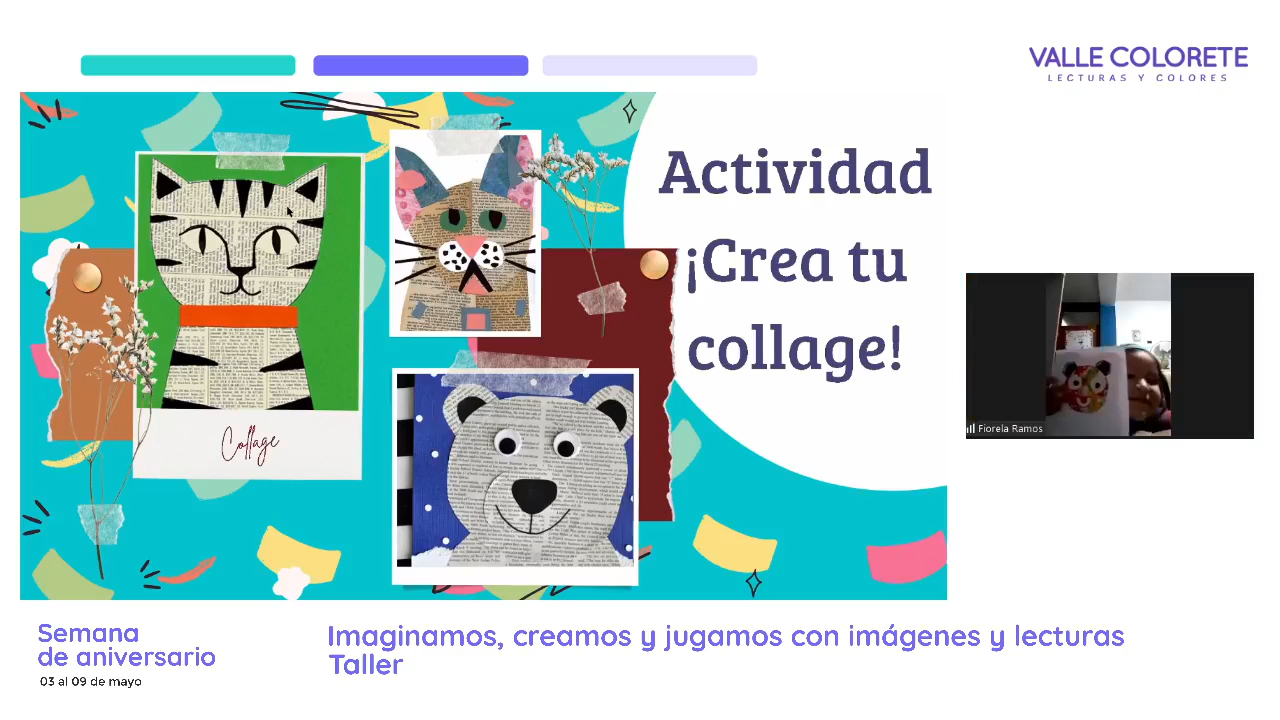 VALLE COLORETE
LECTURAS Y COLORES
Actividad
¡Crea tu
collage!
Collage
Fiorela Ramos
Semana
de aniversario
03 al 09 de mayo
Imaginamos, creamos y jugamos con imágenes y lecturas
Taller